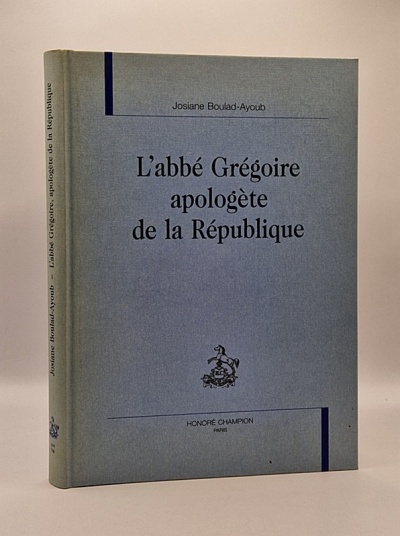 Josiane Boulad-Ayoub
L'abbé Grégoire
apologète
de la République
HONORÉ CHAMPION
PARIS
Josiane Boulad-Ayoub – L'abbé Grégoire, apologète de la République